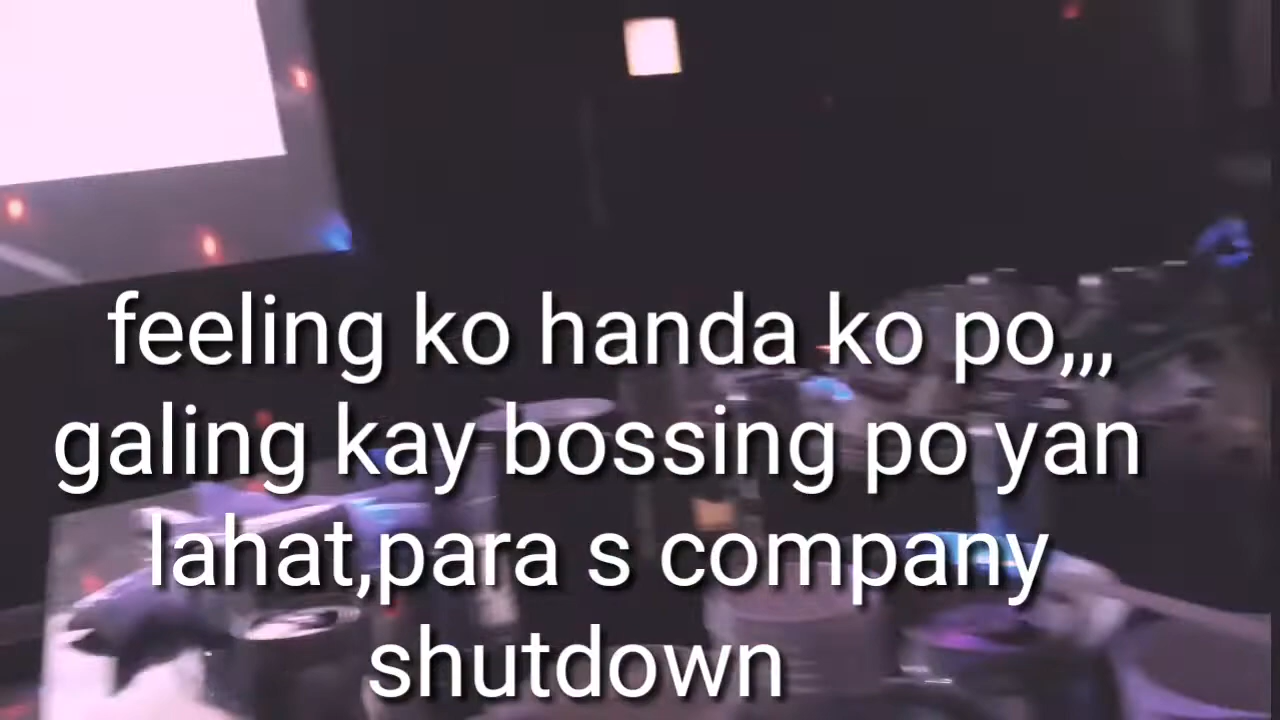 feeling ko handa ko po,,,
galing kay bossing po yan
lahat,para s company
shutdown